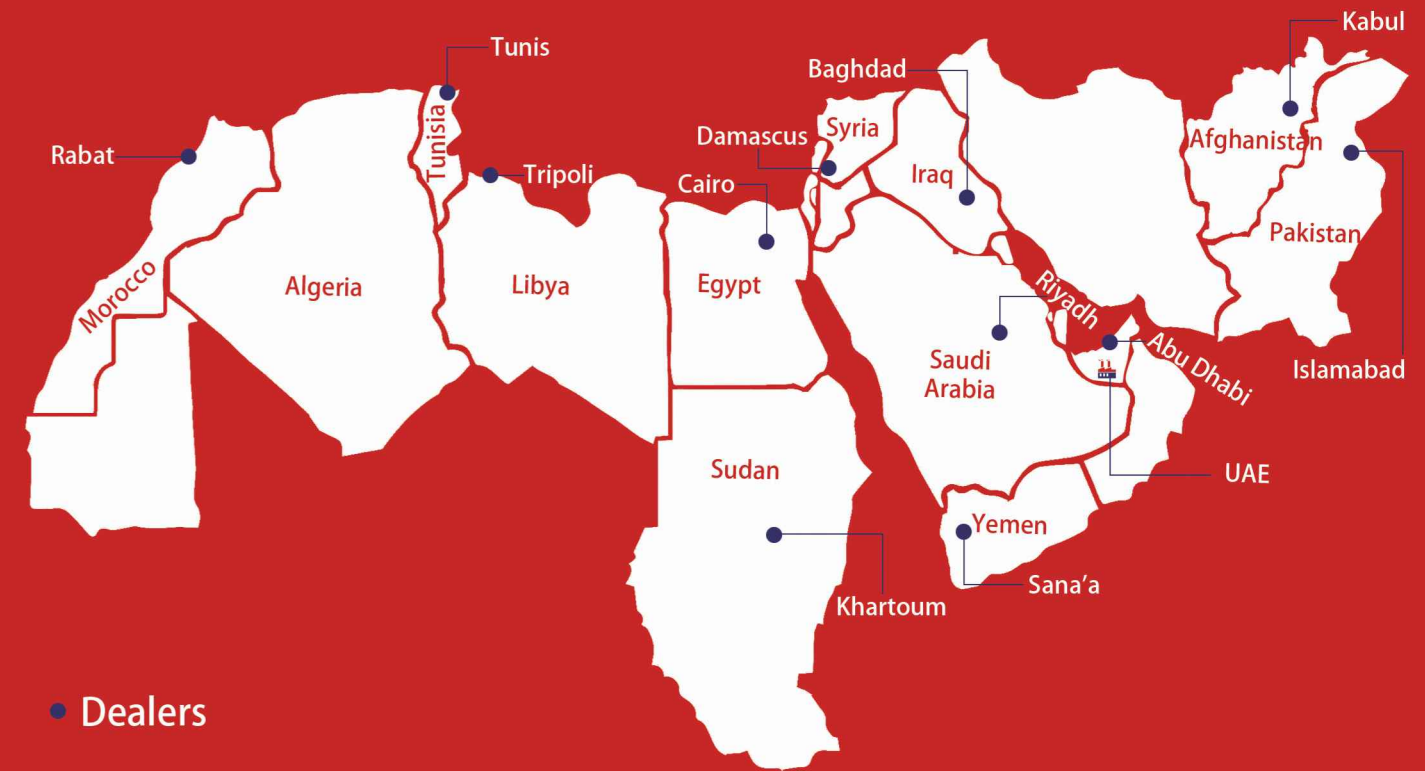 Kabul
Tunis
Baghdad
Damascus
Syria
Tunisia
Afghanistan
Rabat
Tripoli
Cairo
Iraq
Pakistan
Morocco
Algeria
Libya
Egypt
Riyadh
Saudi
Arabia
Abu Dhabi
Islamabad
Sudan
UAE
Yemen
Sana’a
Khartoum
Dealers